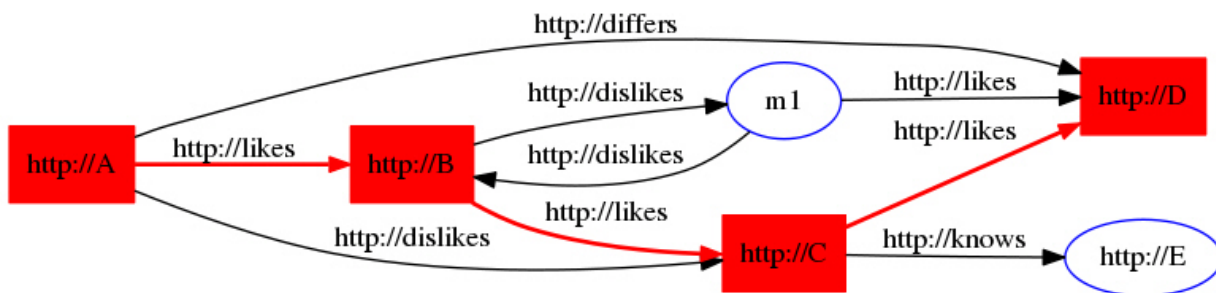 http://differs
http://dislikes
m1
http://likes
http://D
http://A
http://likes
http://B
http://dislikes
http://likes
http://likes
http://dislikes
http://C
http://knows
http://E